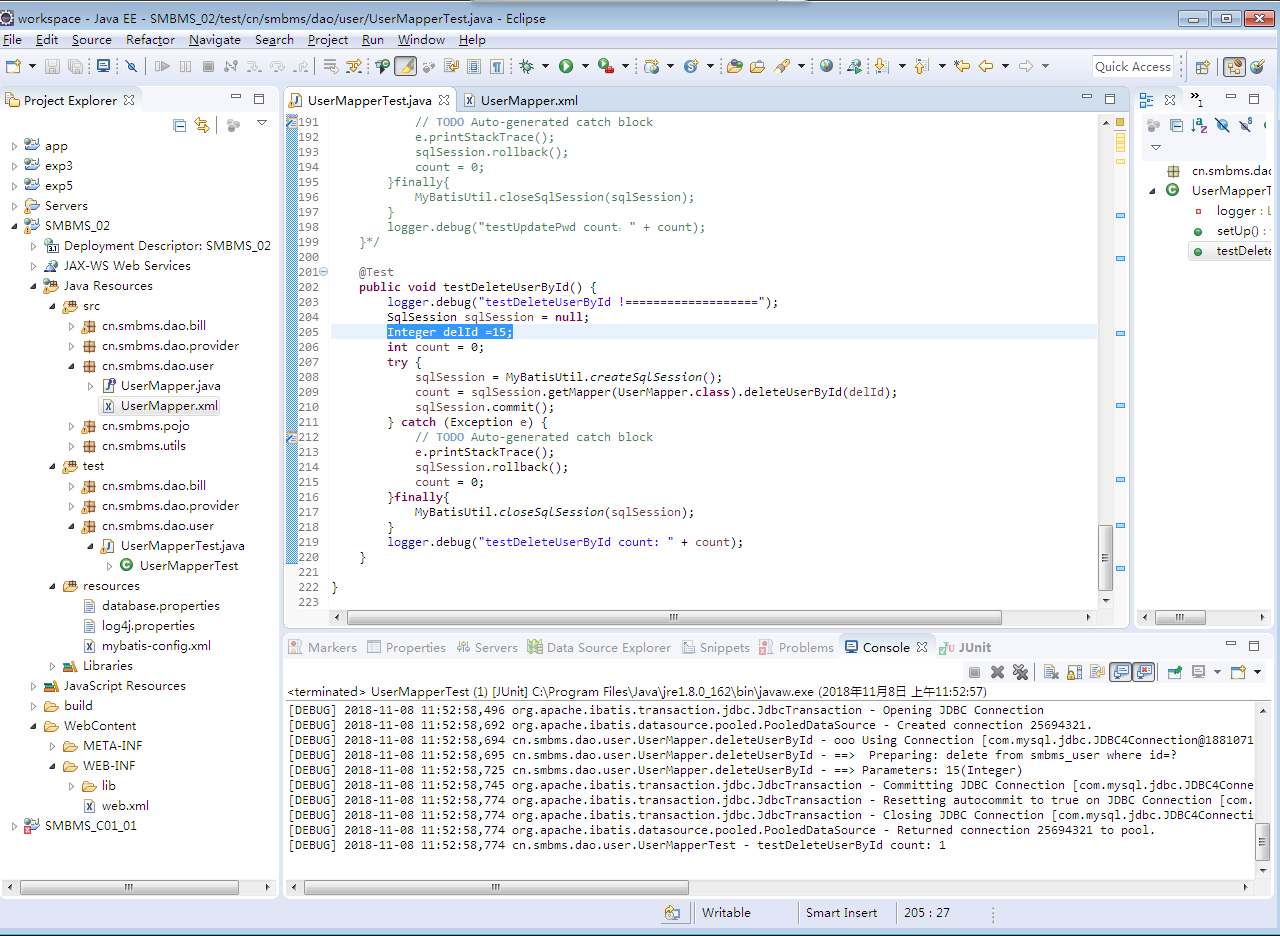 workspace - Java EE - SMBMS_02/test/cn/smbms/dao/user/UserMapperTest.java - Eclipse
File Edit Source Refactor Navigate Search Project Run Window Help
Quick Access
Project Explorer
app
exp3
exp5
Servers
SMBMS_02
Deployment Descriptor: SMBMS_02
JAX-WS Web Services
Java Resources
src
cn.smbms.dao.bill
cn.smbms.dao.provider
cn.smbms.dao.user
UserMapper.java
UserMapper.xml
cn.smbms.pojo
cn.smbms.utils
test
cn.smbms.dao.bill
cn.smbms.dao.provider
cn.smbms.dao.user
UserMapperTest.java
UserMapperTest
resources
database.properties
log4j.properties
mybatis-config.xml
Libraries
JavaScript Resources
build
WebContent
META-INF
WEB-INF
lib
web.xml
SMBMS_C01_01
UserMapperTest.java UserMapper.xml
191 // TODO Auto-generated catch block
192 e.printStackTrace();
193 sqlSession.rollback();
194 count = 0;
195 }finally{
196 MyBatisUtil.closeSqlSession(sqlSession);
197 }
198 logger.debug("testUpdatePwd count: " + count);
199 }*/
200
201 @Test
202 public void testDeleteUserById() {
203 logger.debug("testDeleteUserById !===================");
204 SqlSession sqlSession = null;
205 Integer delId =15;
206 int count = 0;
207 try {
208 sqlSession = MyBatisUtil.createSqlSession();
209 count = sqlSession.getMapper(UserMapper.class).deleteUserById(delId);
210 sqlSession.commit();
211 } catch (Exception e) {
212 // TODO Auto-generated catch block
213 e.printStackTrace();
214 sqlSession.rollback();
215 count = 0;
216 }finally{
217 MyBatisUtil.closeSqlSession(sqlSession);
218 }
219 logger.debug("testDeleteUserById count: " + count);
220 }
221
222 }
223
»1
cn.smbms.dao
UserMapperT
logger : L
setUp() :
testDelete
Markers Properties Servers Data Source Explorer Snippets Problems Console JUnit
<terminated> UserMapperTest (1) [JUnit] C:\Program Files\Java\jre1.8.0_162\bin\javaw.exe (2018年11月8日 上午11:52:57)
[DEBUG] 2018-11-08 11:52:58,496 org.apache.ibatis.transaction.jdbc.JdbcTransaction - Opening JDBC Connection
[DEBUG] 2018-11-08 11:52:58,692 org.apache.ibatis.datasource.pooled.PooledDataSource - Created connection 25694321.
[DEBUG] 2018-11-08 11:52:58,694 cn.smbms.dao.user.UserMapper.deleteUserById - ooo Using Connection [com.mysql.jdbc.JDBC4Connection@1881071
[DEBUG] 2018-11-08 11:52:58,695 cn.smbms.dao.user.UserMapper.deleteUserById - ==>  Preparing: delete from smbms_user where id=?
[DEBUG] 2018-11-08 11:52:58,725 cn.smbms.dao.user.UserMapper.deleteUserById - ==> Parameters: 15(Integer)
[DEBUG] 2018-11-08 11:52:58,745 org.apache.ibatis.transaction.jdbc.JdbcTransaction - Committing JDBC Connection [com.mysql.jdbc.JDBC4Conne
[DEBUG] 2018-11-08 11:52:58,774 org.apache.ibatis.transaction.jdbc.JdbcTransaction - Resetting autocommit to true on JDBC Connection [com.
[DEBUG] 2018-11-08 11:52:58,774 org.apache.ibatis.transaction.jdbc.JdbcTransaction - Closing JDBC Connection [com.mysql.jdbc.JDBC4Connecti
[DEBUG] 2018-11-08 11:52:58,774 org.apache.ibatis.datasource.pooled.PooledDataSource - Returned connection 25694321 to pool.
[DEBUG] 2018-11-08 11:52:58,774 cn.smbms.dao.user.UserMapperTest - testDeleteUserById count: 1
Writable Smart Insert 205 : 27